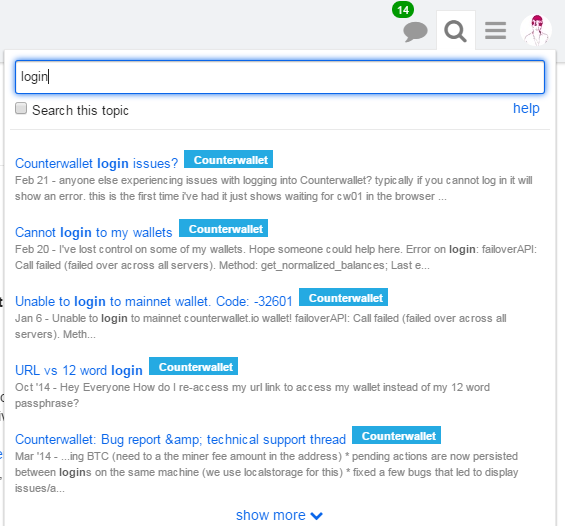 14
login
Search this topic help
Counterwallet login issues? Counterwallet
Feb 21 - anyone else experiencing issues with logging into Counterwallet? typically if you cannot log in it will
show an error. this is the first time i've had it just shows waiting for cw01 in the browser ...
Cannot login to my wallets Counterwallet
Feb 20 - I've lost control on some of my wallets. Hope someone could help here. Error on login: failoverAPI:
Call failed (failed over across all servers). Method: get_normalized_balances; Last e...
Unable to login to mainnet wallet. Code: -32601 Counterwallet
Jan 6 - Unable to login to mainnet counterwallet.io wallet! failoverAPI: Call failed (failed over across all
servers). Meth...
URL vs 12 word login Counterwallet
Oct '14 - Hey Everyone How do I re-access my url link to access my wallet instead of my 12 word
passphrase?
Counterwallet: Bug report &amp; technical support thread Counterwallet
Mar '14 - ...ing BTC (need to a the miner fee amount in the address) * pending actions are now persisted
between logins on the same machine (we use localstorage for this) * fixed a few bugs that led to display
issues/a...
show more